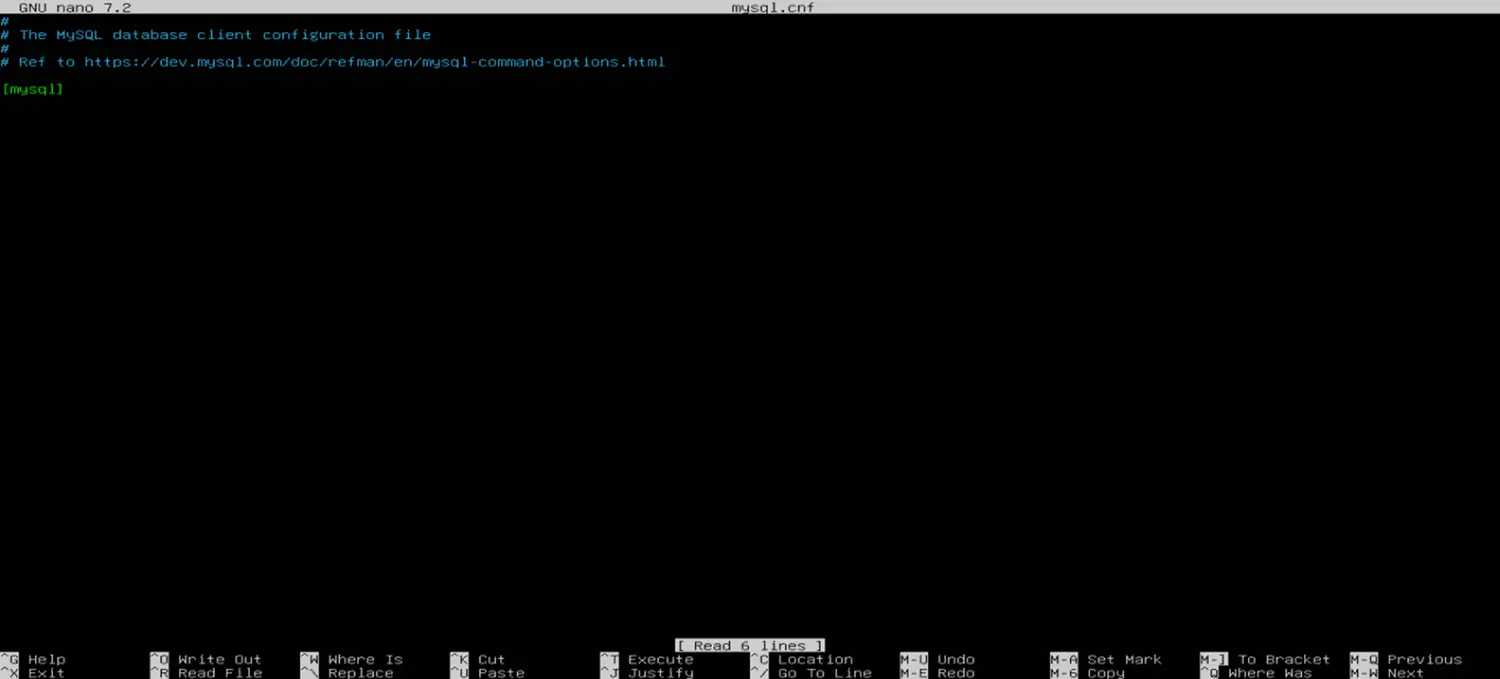 GNU nano 7.2 mysql.cnf
#
# The MySQL database client configuration file
#
# Ref to https://dev.mysql.com/doc/refman/en/mysql-command-options.html
[mysql]
[ Read 6 lines ]
^G Help ^O Write Out ^W Where Is ^K Cut ^T Execute ^C Location M-U Undo M-A Set Mark M-] To Bracket M-Q Previous
^X Exit ^R Read File ^\ Replace ^U Paste ^J Justify ^/ Go To Line M-E Redo M-6 Copy ^Q Where Was M-W Next